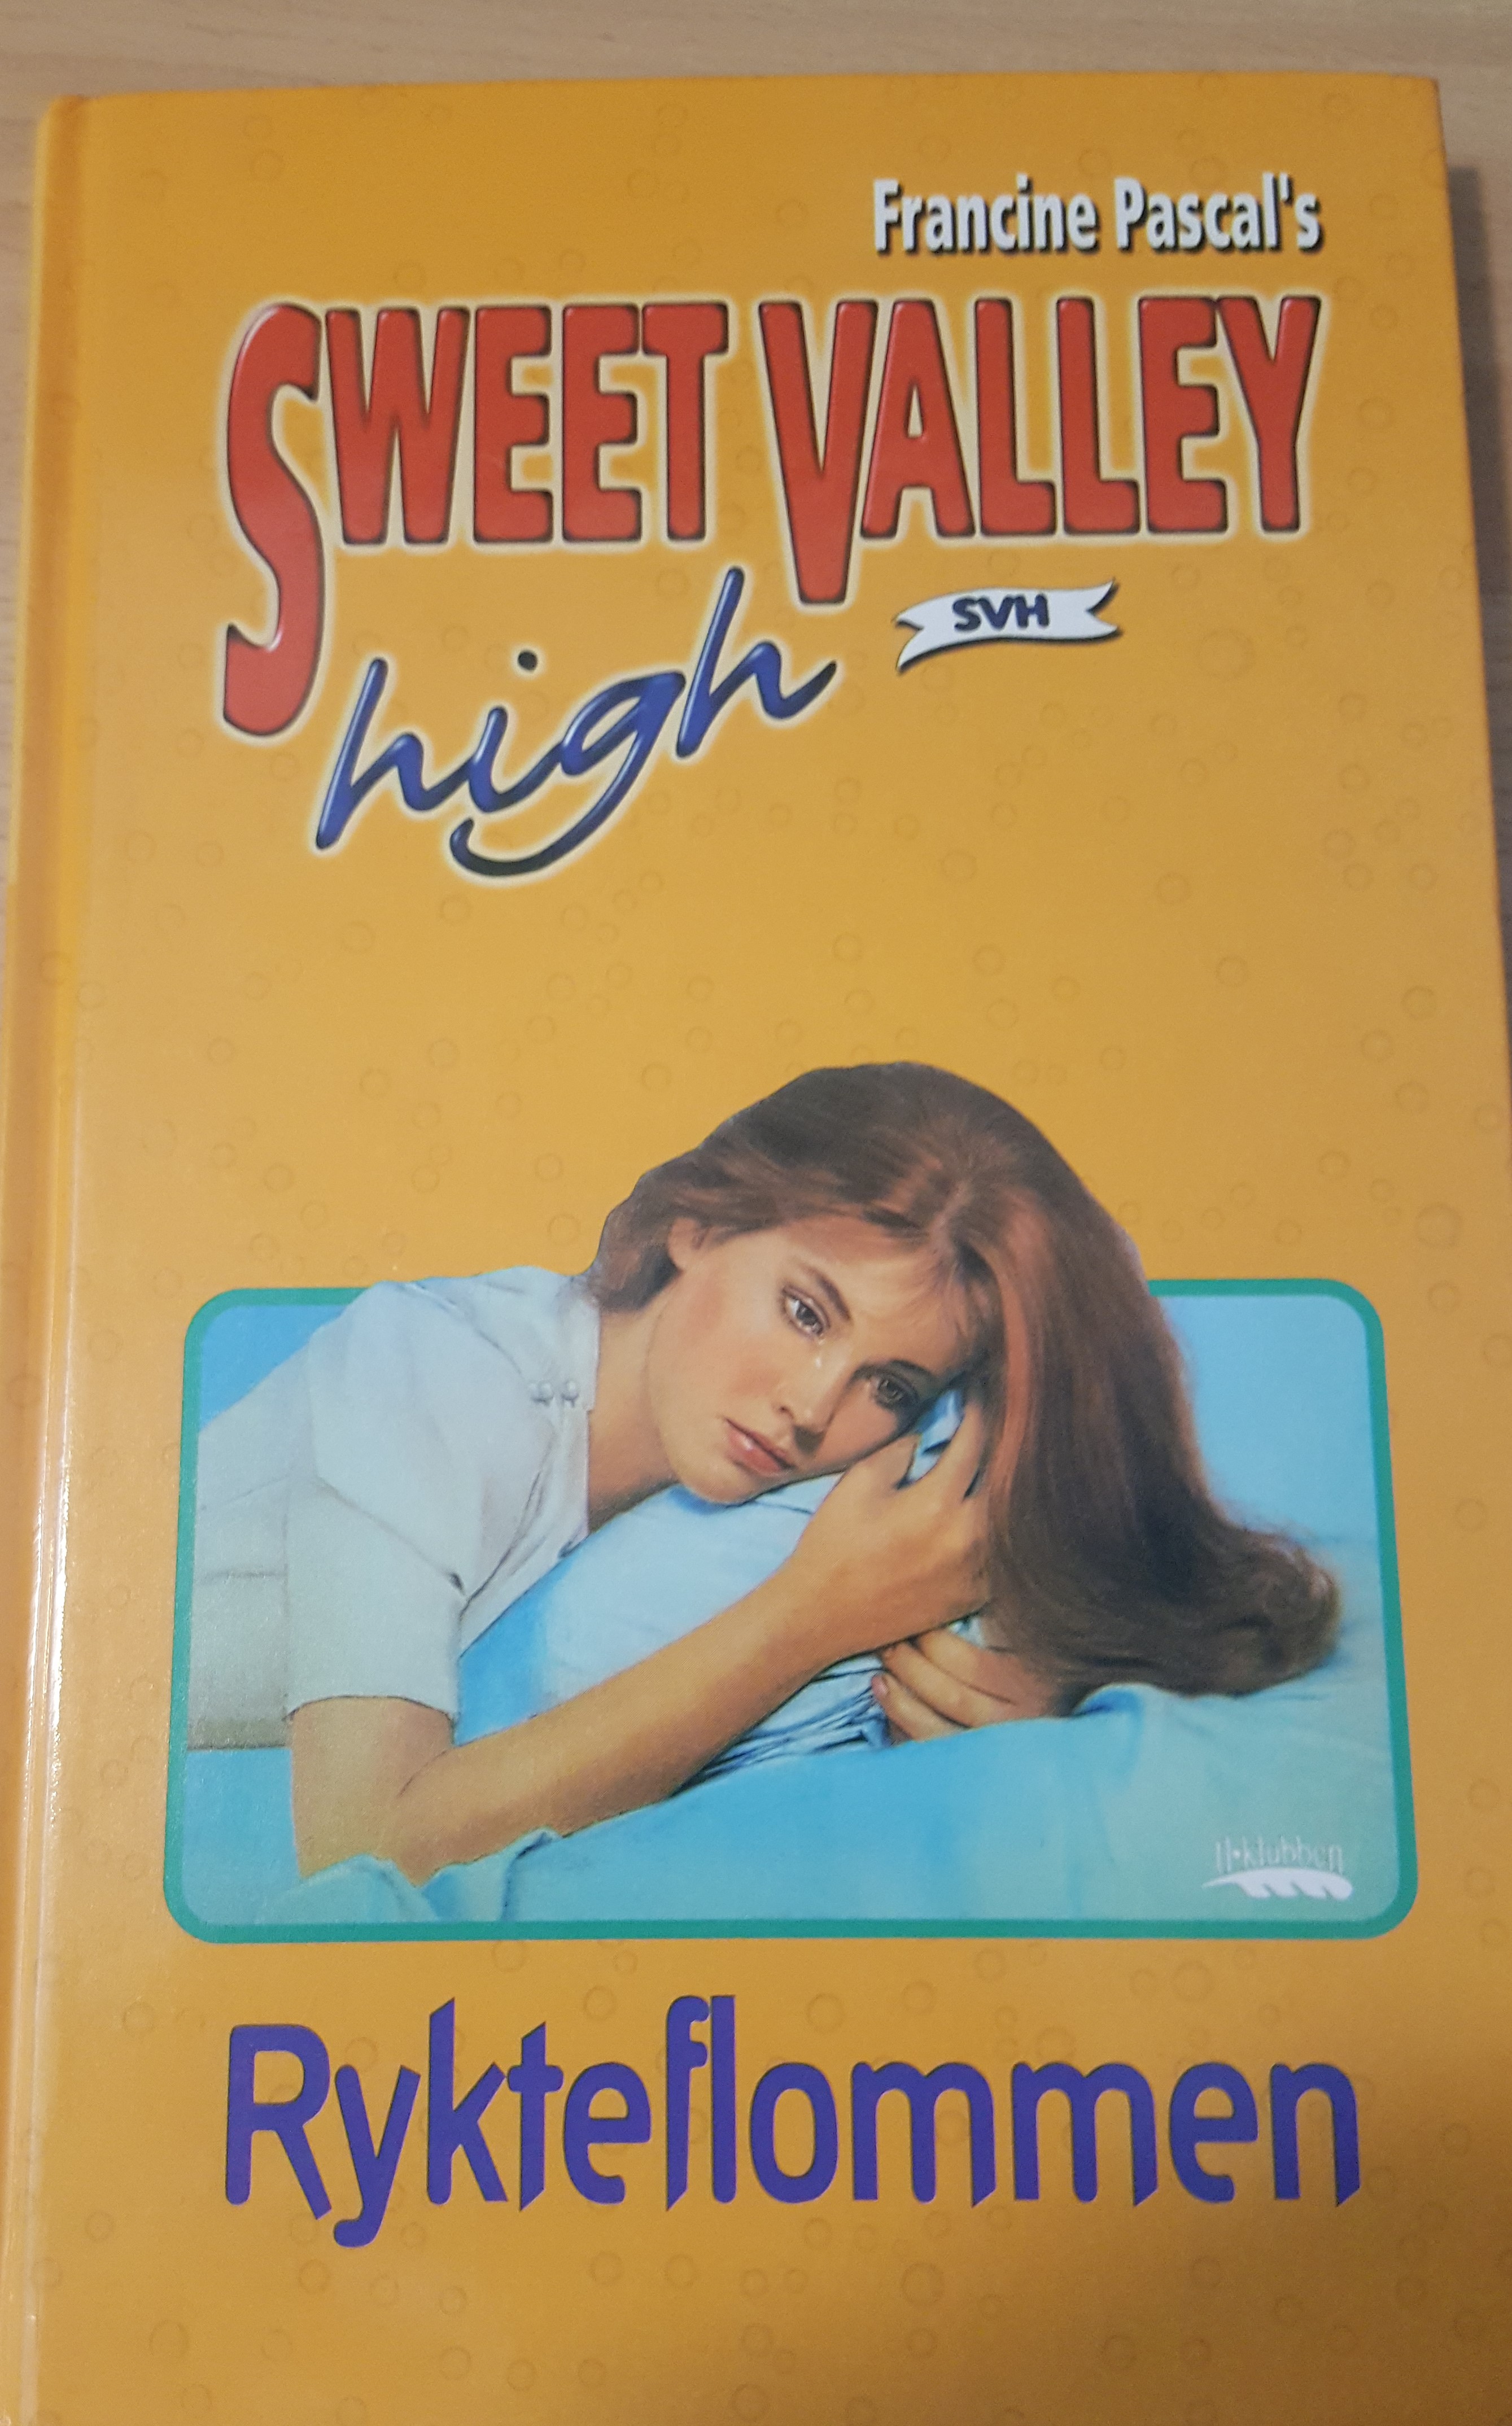 Francine Pascal's
SWEET VALLEY
high
SVH
Rykteflommen